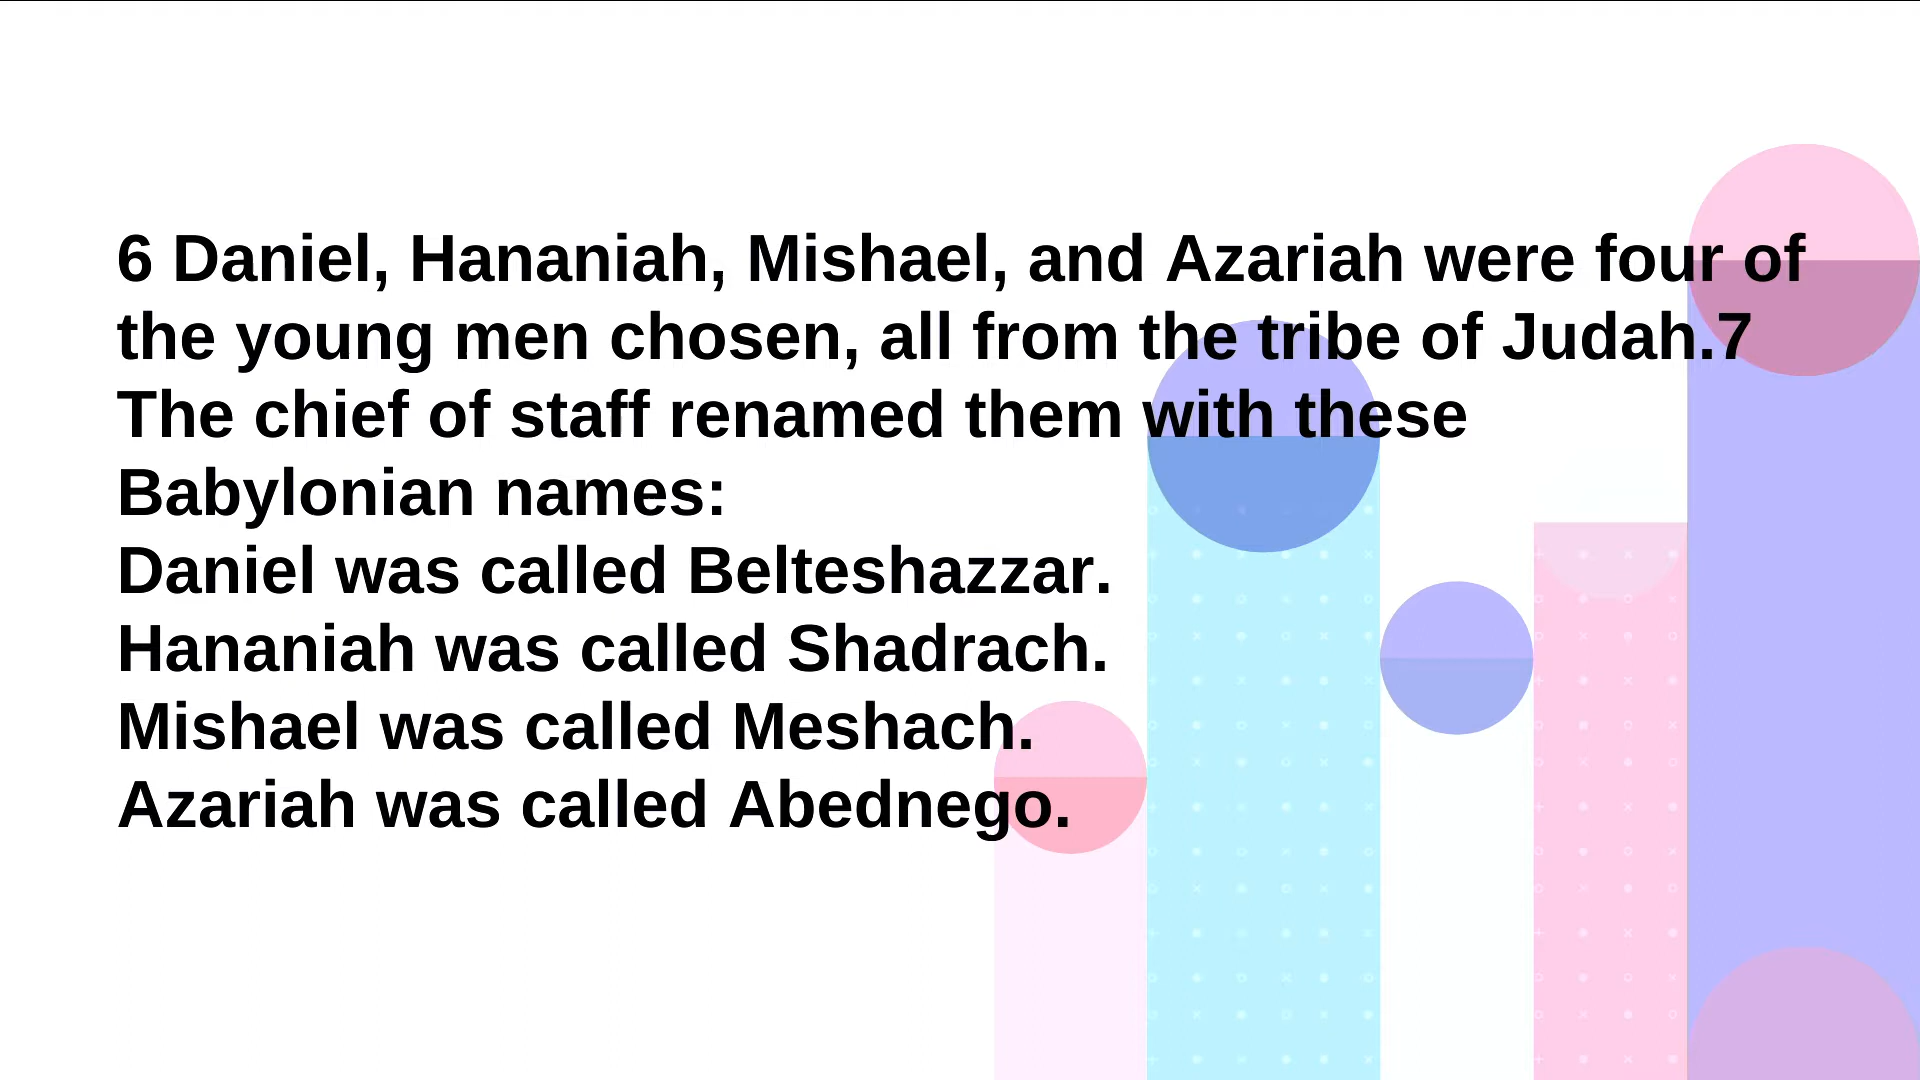 6 Daniel, Hananiah, Mishael, and Azariah were four of
the young men chosen, all from the tribe of Judah.7
The chief of staff renamed them with these
Babylonian names:
Daniel was called Belteshazzar.
Hananiah was called Shadrach.
Mishael was called Meshach.
Azariah was called Abednego.